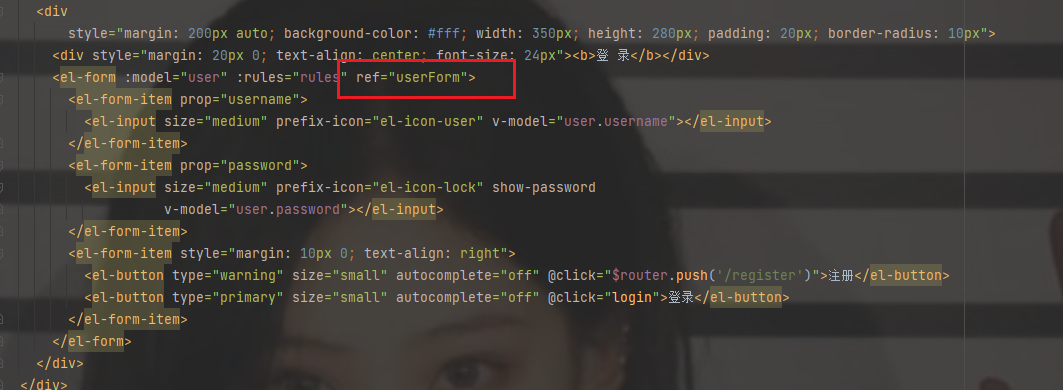 <div
style="margin: 200px auto; background-color: #fff; width: 350px; height: 280px; padding: 20px; border-radius: 10px">
<div style="margin: 20px 0; text-align: center; font-size: 24px"><b>登 录</b></div>
<el-form :model="user" :rules="rules" ref="userForm">
<el-form-item prop="username">
<el-input size="medium" prefix-icon="el-icon-user" v-model="user.username"></el-input>
</el-form-item>
<el-form-item prop="password">
<el-input size="medium" prefix-icon="el-icon-lock" show-password
v-model="user.password"></el-input>
</el-form-item>
<el-form-item style="margin: 10px 0; text-align: right">
<el-button type="warning" size="small" autocomplete="off" @click="$router.push('/register')">注册</el-button>
<el-button type="primary" size="small" autocomplete="off" @click="login">登录</el-button>
</el-form-item>
</el-form>
</div>
</div>